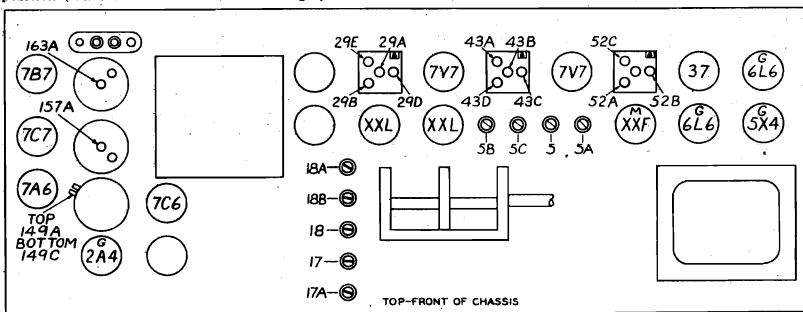 163A
7B7
29E 29A
43A 43B
7V7
7V7
52C
37
G
6L6
157A
29B 29D
43D 43C
52A 52B
7C7
XXL
XXL
5B 5C 5 5A
M
XXF
G
6L6
G
5X4
18A
7A6
7C6
18B
TOP
149A
BOTTOM
149C
18
G
2A4
17
17A
TOP-FRONT OF CHASSIS